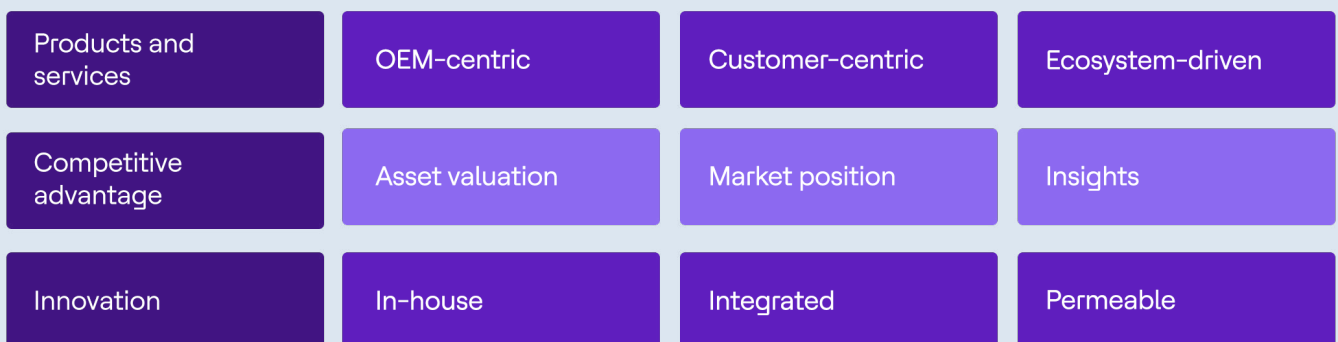 Products and
services
OEM-centric
Customer-centric
Ecosystem-driven
Competitive
advantage
Asset valuation
Market position
Insights
Innovation
In-house
Integrated
Permeable